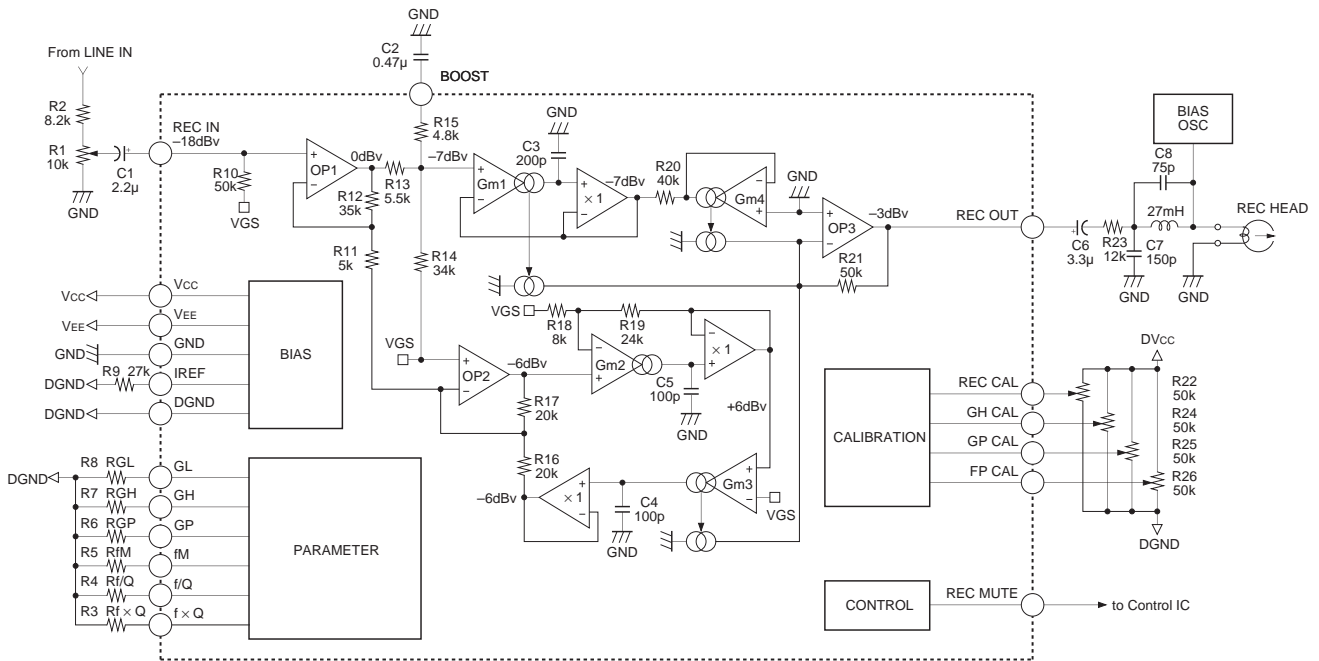 GND
C2
0.47µ
BOOST
From LINE IN
R2
8.2k
R1
10k
GND
C1
2.2µ
REC IN
–18dBv
R10
50k
VGS
OP1
+
–
0dBv
R12
35k
R13
5.5k
R11
5k
R15
4.8k
–7dBv
R14
34k
Gm1
+
–
GND
C3
200p
× 1
+
–
–7dBv
R20
40k
Gm4
–
+
GND
OP3
+
–
–3dBv
R21
50k
REC OUT
C6
3.3µ
+
R23
12k
C7
150p
GND
27mH
C8
75p
BIAS
OSC
REC HEAD
GND
VCC
VCC
VEE
VEE
GND
GND
R9 27k
DGND
IREF
DGND
DGND
BIAS
VGS
OP2
+
–
–6dBv
R17
20k
R16
20k
–6dBv
VGS
R18
8k
R19
24k
Gm2
–
+
C5
100p
GND
× 1
–
+
+6dBv
× 1
+
–
C4
100p
GND
Gm3
+
–
VGS
DGND
R8 RGL
GL
R7 RGH
GH
R6 RGP
GP
R5 RfM
fM
R4 Rf/Q
f/Q
R3 Rf × Q
f × Q
PARAMETER
CALIBRATION
REC CAL
GH CAL
GP CAL
FP CAL
DVCC
R22
50k
R24
50k
R25
50k
R26
50k
DGND
CONTROL
REC MUTE
to Control IC